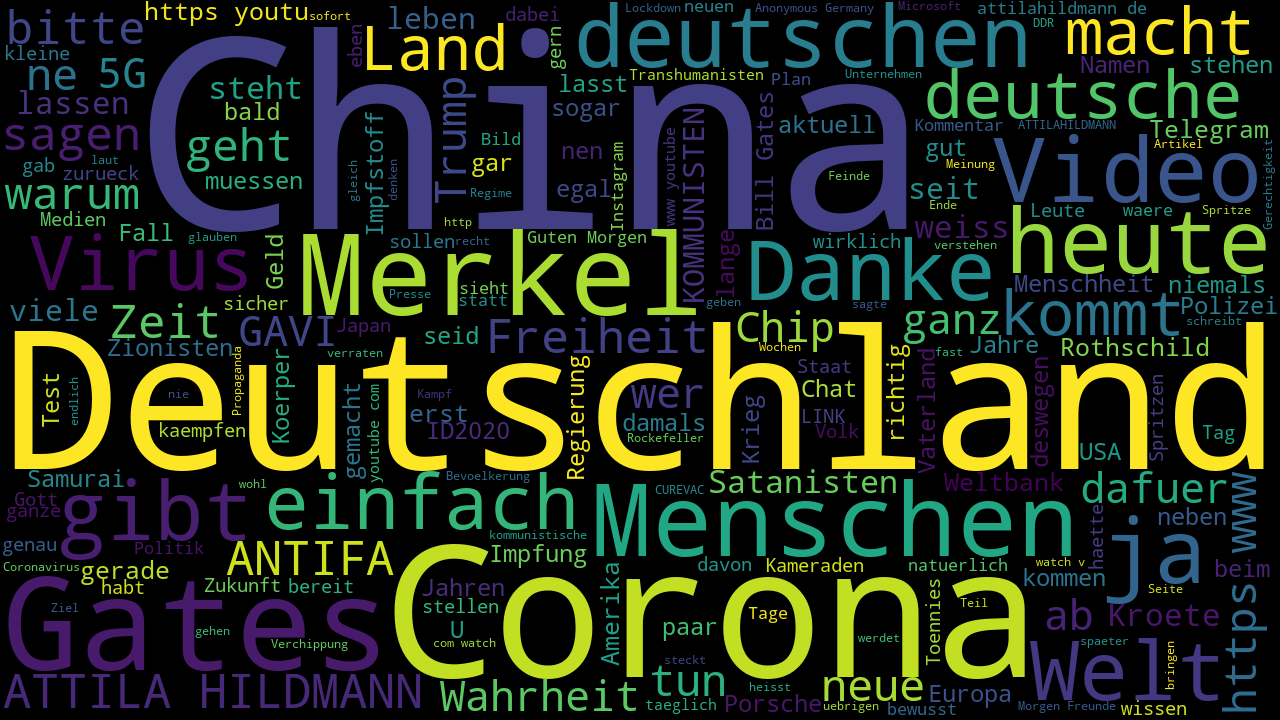 bitte
https youtu
sofort
leben
dabei
Lockdown
neuen
Anonymous Germany
Microsoft
attilahildmann de
kleine
ne 5G
China
Land
eben
gern
deutschen
DDR
macht
Namen
stehen
steht
bald
lassen
sagen
geht
Trump
lasst
Transhumanisten
Plan
Unternehmen
deutsche
sogar
aktuell
Kommentar
ATTILAHILDMANN
Telegram
Impfstoff
Bild
nen
gar
Bill Gates
gut
Meinung
Artikel
Video
gab
laut
zurueck
muessen
gleich
denken
Regime
egal
Instagram
www youtube
KOMMUNISTEN
Feinde
seit
Gerechtigkeit
warum
Medien
Fall
glauben
http
Ende
Leute
waere
Spritze
Virus
Geld
sollen
recht
Guten Morgen
lange
wirklich
weiss
verstehen
heute
Merkel
Danke
Menschheit
niemals
viele
Zeit
sicher
Presse
sieht
statt
geben
sagte
kommt
Polizei
schreibt
GAVI
Japan
seid
Freiheit
Chip
ganz
Zionisten
verraten
Wochen
fast
Jahre
Rothschild
Deutschland
Test
endlich
nie
Propaganda
Koerper
gemacht
youtube com
Kampf
erst
ID2020
Regierung
wer
damals
Rockefeller
Krieg
Staat
Chat
LINK
Volk
richtig
Vaterland
deswegen
USA
Spritzen
Tag
kaempfen
Samurai
Gott
ganze
gibt
wohl
einfach
Bevoelkerung
CUREVAC
Satanisten
Weltbank
dafuer
www
genau
Politik
kommunistische
Menschen
haette
neben
ja
Coronavirus
gerade
habt
ANTIFA
Impfung
davon
Kameraden
natuerlich
watch v
kommen
beim
Zukunft
bereit
Jahren
Corona
Seite
Gates
Ziel
gehen
Verchippung
stellen
U
com watch
Amerika
paar
Tage
werdet
Toennies
Teil
ab
Kroete
https
spaeter
bringen
Welt
ATTILA HILDMANN
Wahrheit
steckt
tun
taeglich
heisst
Porsche
neue
uebrigen
bewusst
Europa
Morgen Freunde
wissen